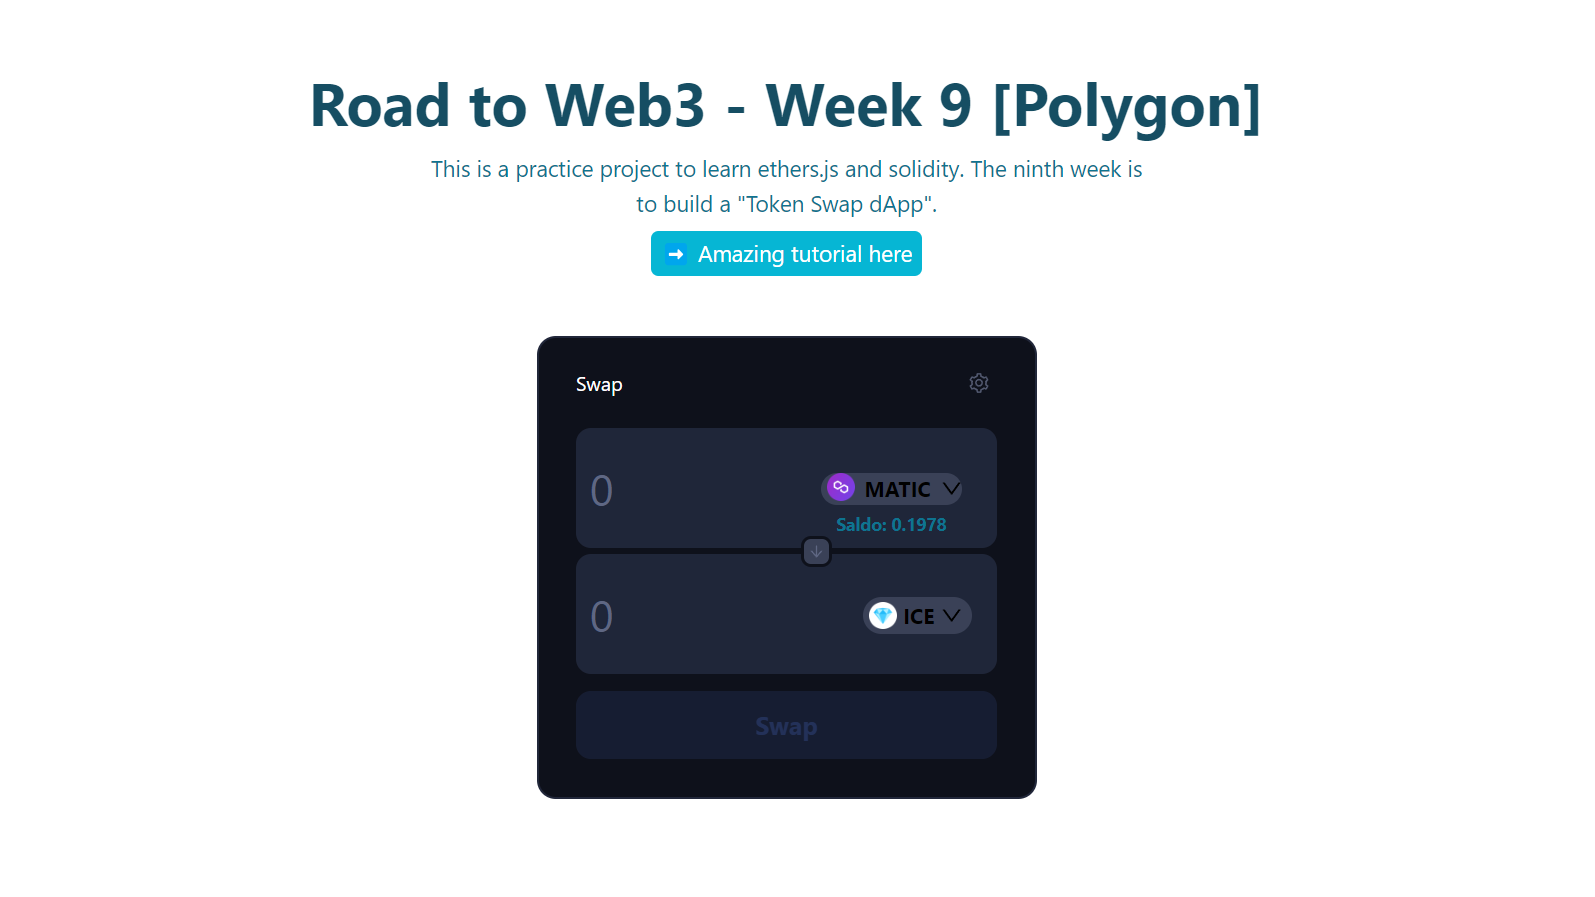 Road to Web3 - Week 9 [Polygon]
This is a practice project to learn ethers.js and solidity. The ninth week is
to build a "Token Swap dApp".
➡️ Amazing tutorial here
Swap
0
MATIC
Saldo: 0.1978
0
ICE
Swap